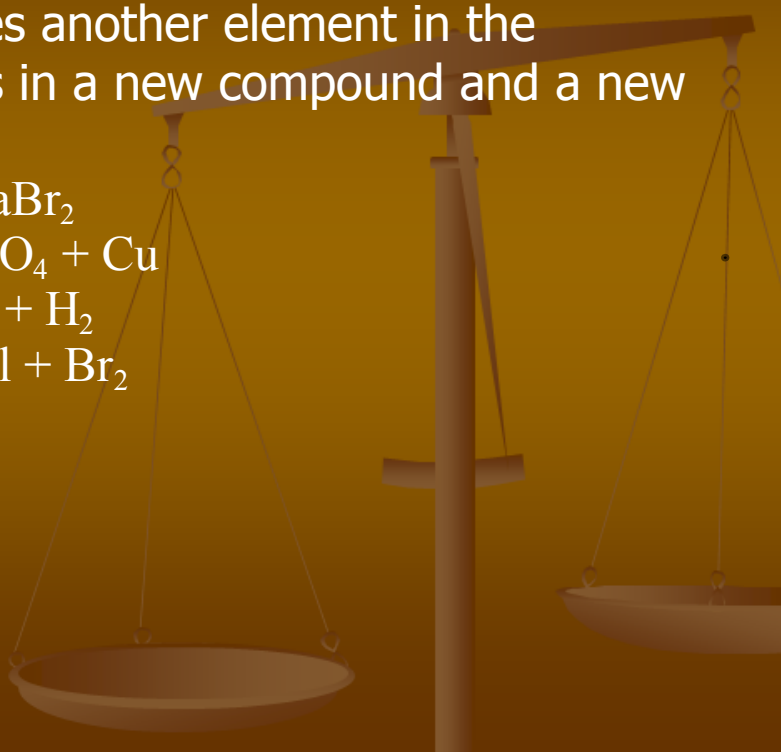 es another element in the
s in a new compound and a new
aBr₂
O₄ + Cu
+ H₂
l + Br₂